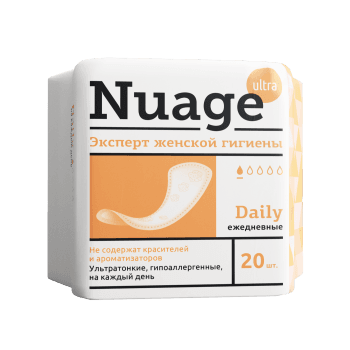 Nuage
ultra
Эксперт женской гигиены
Daily
ежедневные
Не содержат красителей
и ароматизаторов
Ультратонкие, гипоаллергенные,
на каждый день
20 шт.